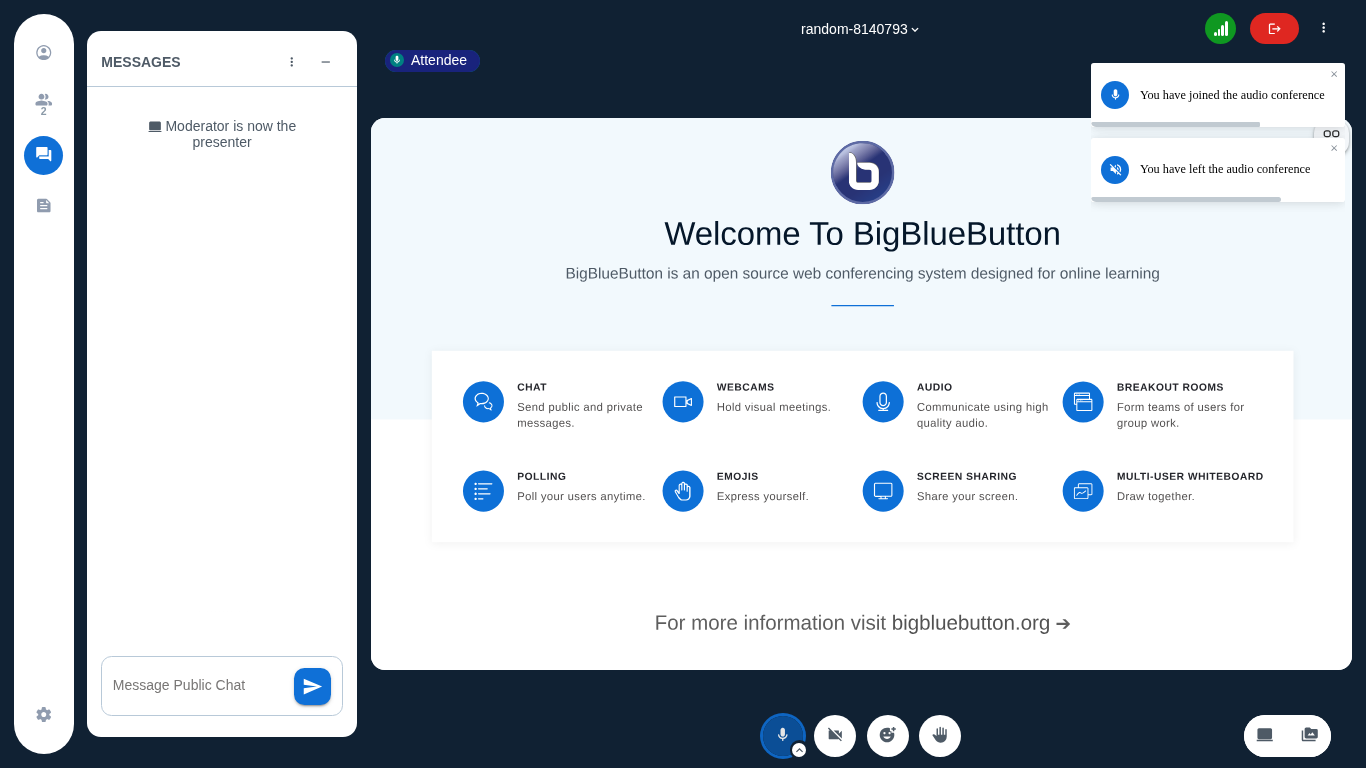 random-8140793
Attendee
2
MESSAGES
Moderator is now the
presenter
Message Public Chat
You have joined the audio conference
You have left the audio conference
Welcome To BigBlueButton
BigBlueButton is an open source web conferencing system designed for online learning
CHAT
Send public and private
messages.
WEBCAMS
Hold visual meetings.
AUDIO
Communicate using high
quality audio.
BREAKOUT ROOMS
Form teams of users for
group work.
POLLING
Poll your users anytime.
EMOJIS
Express yourself.
SCREEN SHARING
Share your screen.
MULTI-USER WHITEBOARD
Draw together.
For more information visit bigbluebutton.org ➔